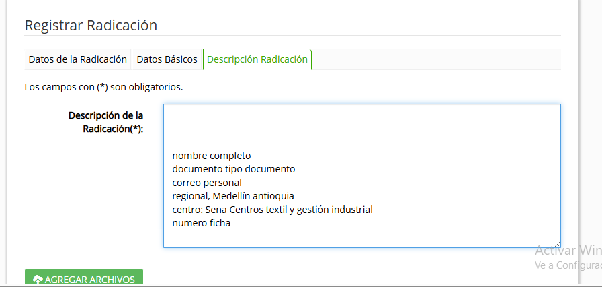 Registrar Radicación
Datos de la Radicación Datos Básicos Descripción Radicación
Los campos con (*) son obligatorios.
Descripción de la
Radicación(*):
nombre completo
documento tipo documento
correo personal
regional, Medellín antioquia
centro: Sena Centros textil y gestión industrial
numero ficha
AGREGAR ARCHIVOS
Activar Win
Ve a Configura